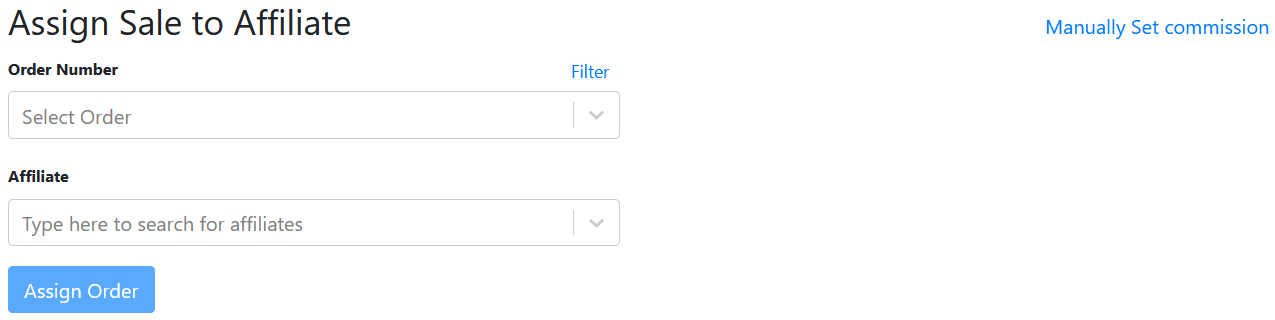 Assign Sale to Affiliate
Manually Set commission
Order Number
Filter
Select Order
Affiliate
Type here to search for affiliates
Assign Order